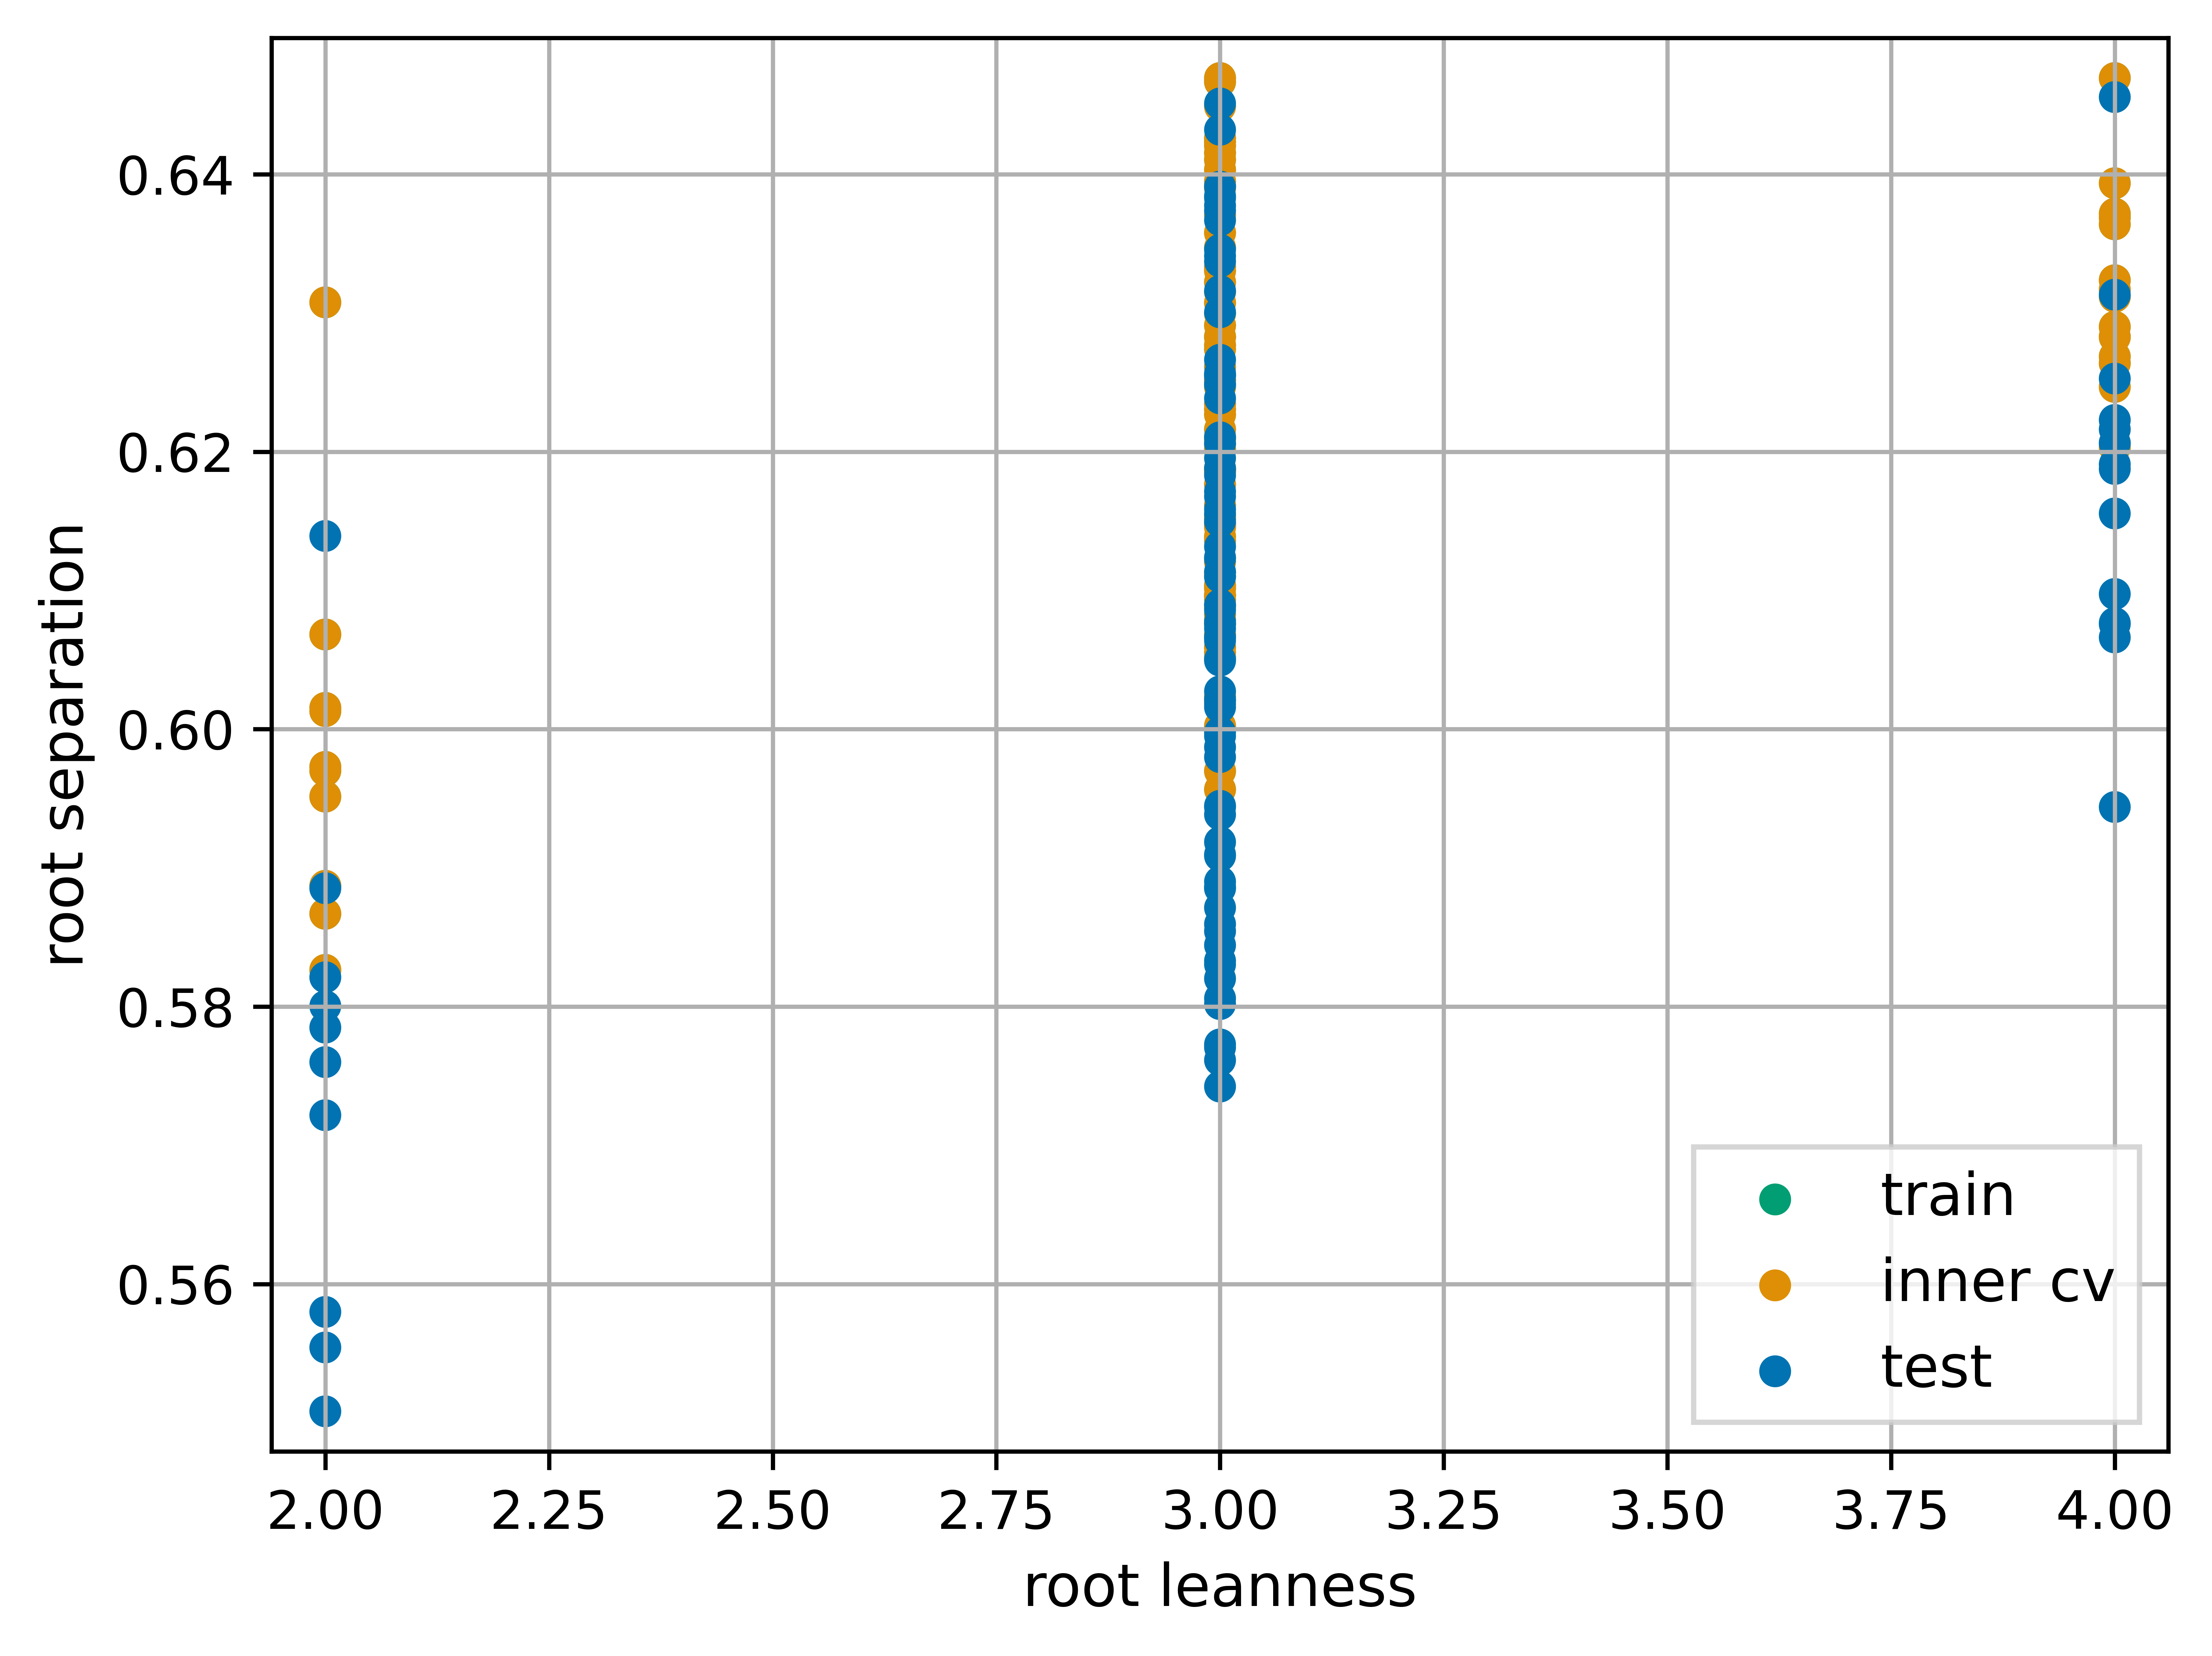 root separation
0.64
0.62
0.60
0.58
0.56
2.00 2.25 2.50 2.75 3.00 3.25 3.50 3.75 4.00
root leanness
train
inner cv
test